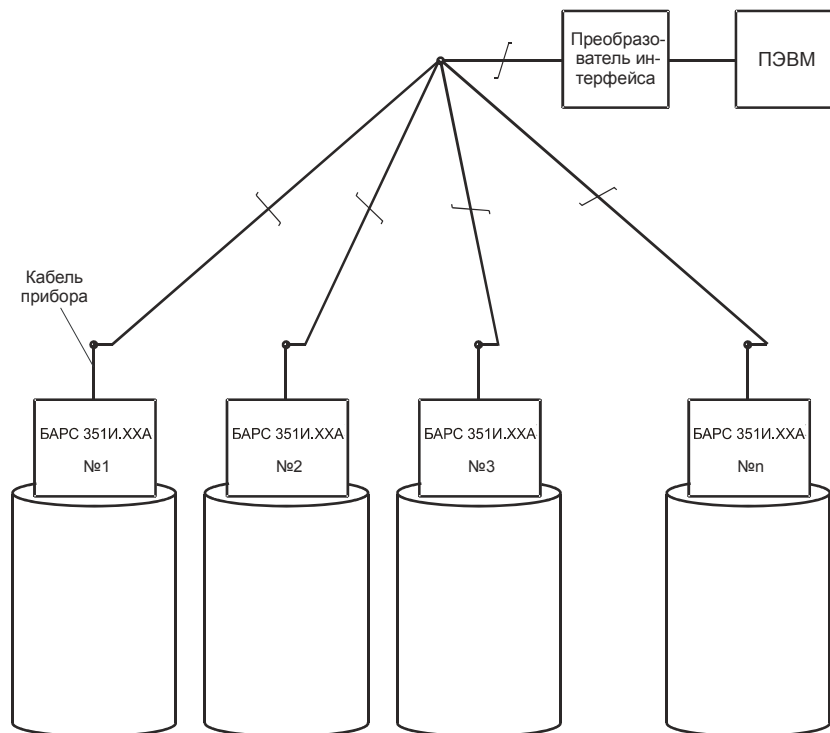 Преобразо-
ватель ин-
терфейса
ПЭВМ
Кабель
прибора
БАРС 351И.ХХА
№1
БАРС 351И.ХХА
№2
БАРС 351И.ХХА
№3
БАРС 351И.ХХА
№n